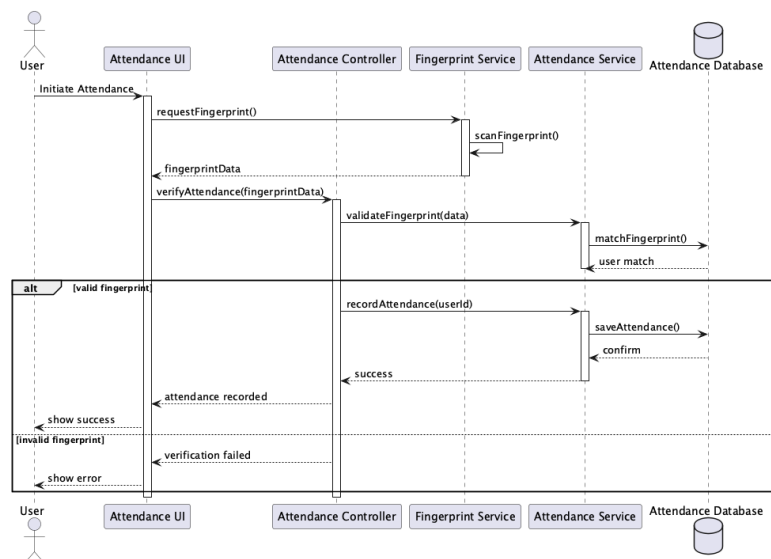 User
Attendance UI
Attendance Controller
Fingerprint Service
Attendance Service
Attendance Database
Initiate Attendance
requestFingerprint()
scanFingerprint()
fingerprintData
verifyAttendance(fingerprintData)
validateFingerprint(data)
matchFingerprint()
user match
alt
[valid fingerprint]
recordAttendance(userId)
saveAttendance()
confirm
success
attendance recorded
show success
[invalid fingerprint]
verification failed
show error
User
Attendance UI
Attendance Controller
Fingerprint Service
Attendance Service
Attendance Database